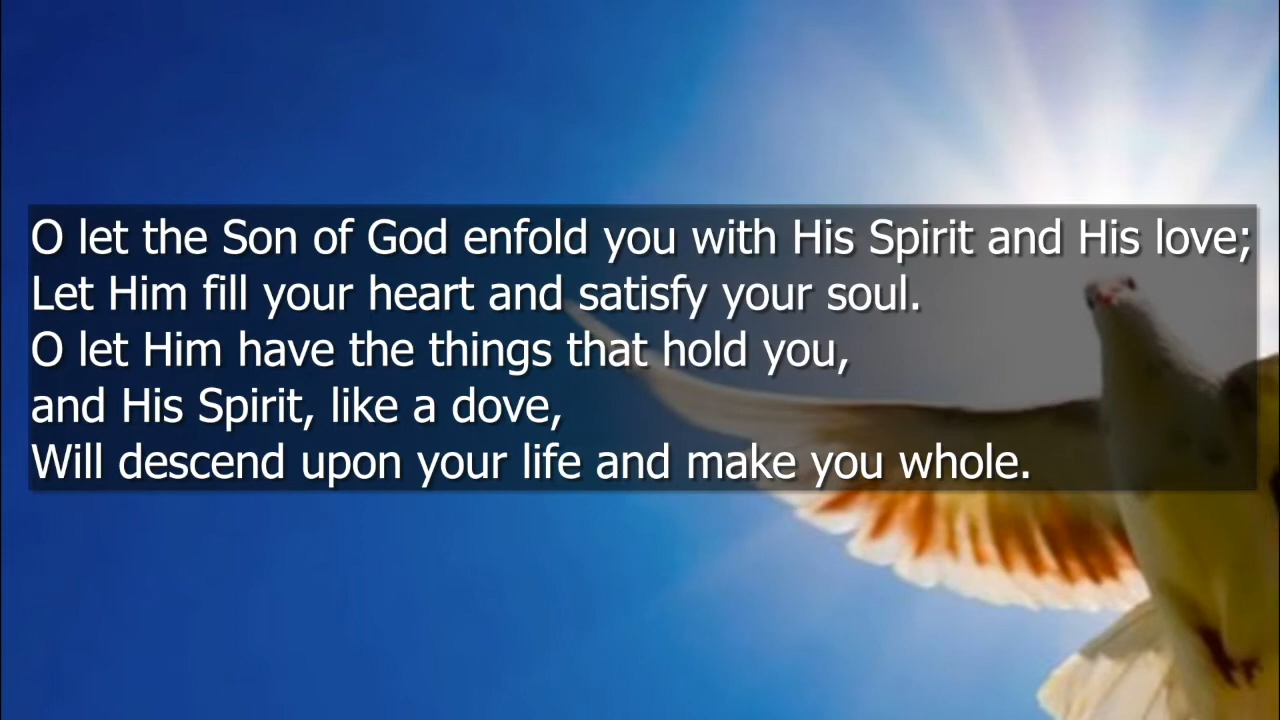 O let the Son of God enfold you with His Spirit and His love;
Let Him fill your heart and satisfy your soul.
O let Him have the things that hold you,
and His Spirit, like a dove,
Will descend upon your life and make you whole.